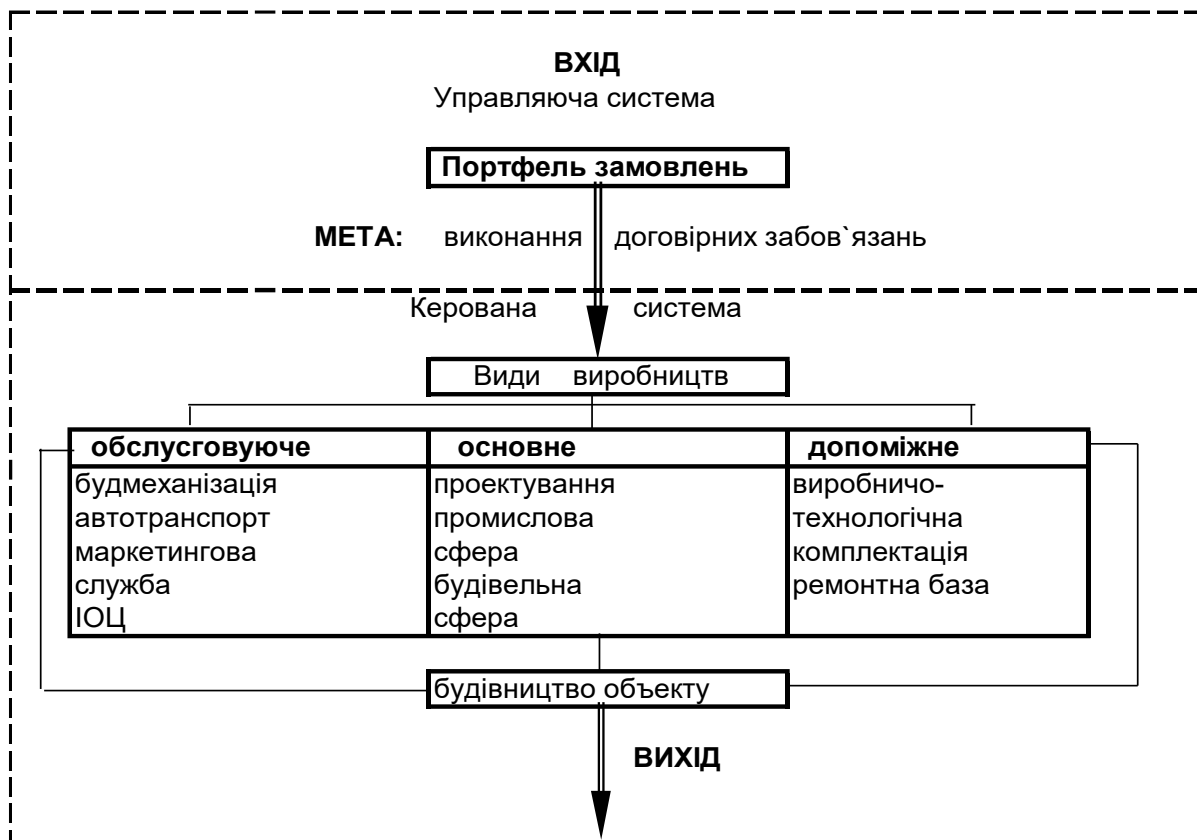 ВХІД
Управляюча система
Портфель замовлень
МЕТА: виконання договірних забов`язань
Керована система
Види виробництв
обслусговуюче основне допоміжне
будмеханізація проектування виробничо-
автотранспорт промислова технологічна
маркетингова сфера комплектація
служба будівельна ремонтна база
ІОЦ сфера
будівництво объекту
ВИХІД